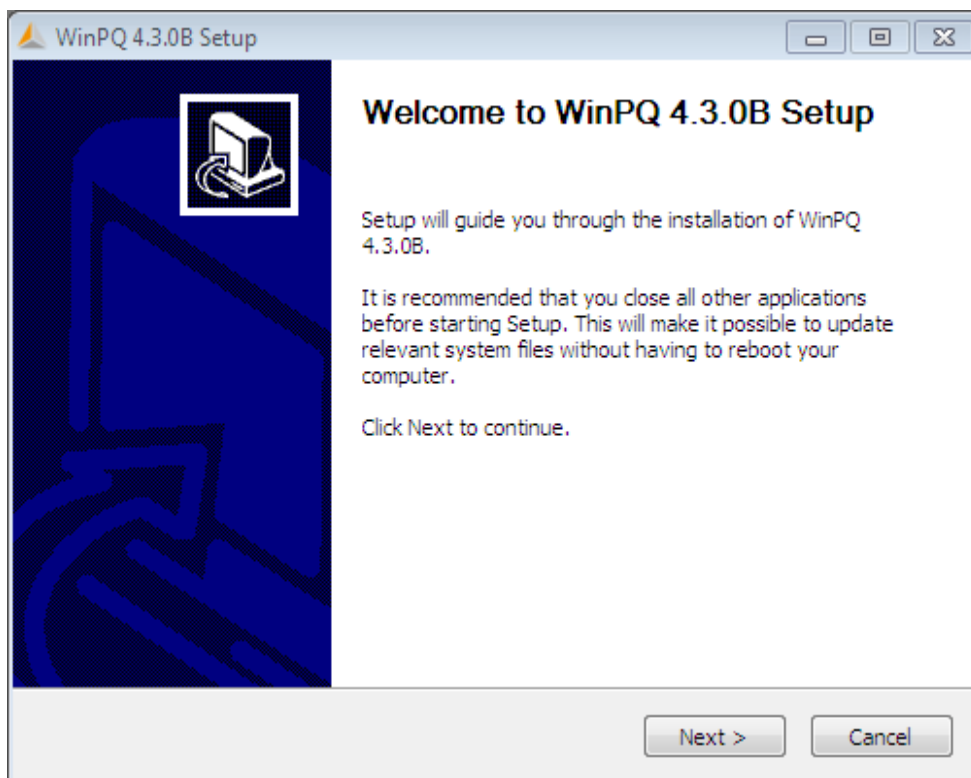 WinPQ 4.3.0B Setup
Welcome to WinPQ 4.3.0B Setup
Setup will guide you through the installation of WinPQ
4.3.0B.
It is recommended that you close all other applications
before starting Setup. This will make it possible to update
relevant system files without having to reboot your
computer.
Click Next to continue.
Next >
Cancel